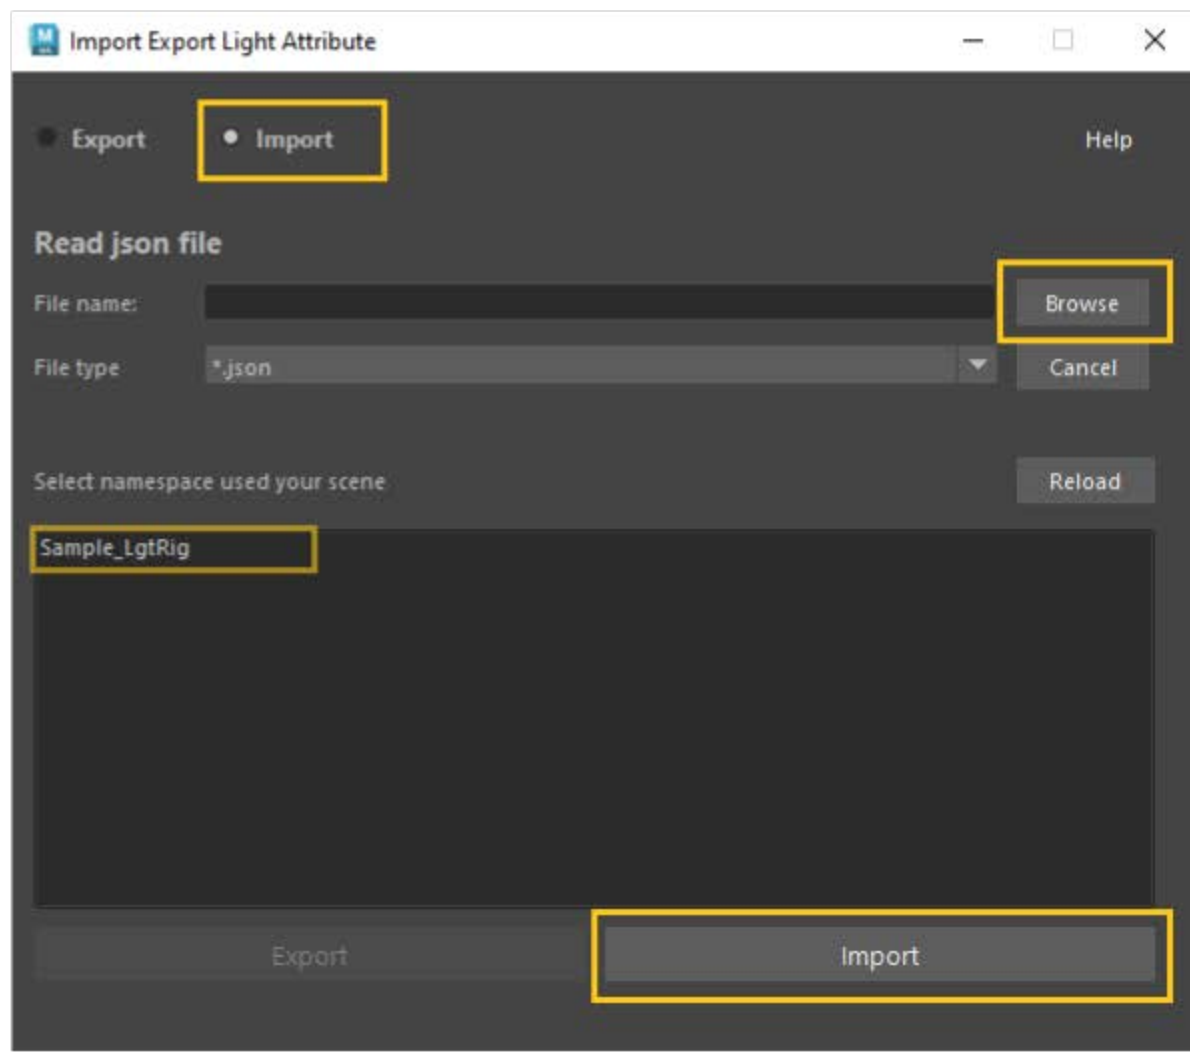 Import Export Light Attribute
Export Import Help
Read json file
File name: Browse
File type *.json Cancel
Select namespace used your scene Reload
Sample_LgtRig
Export Import